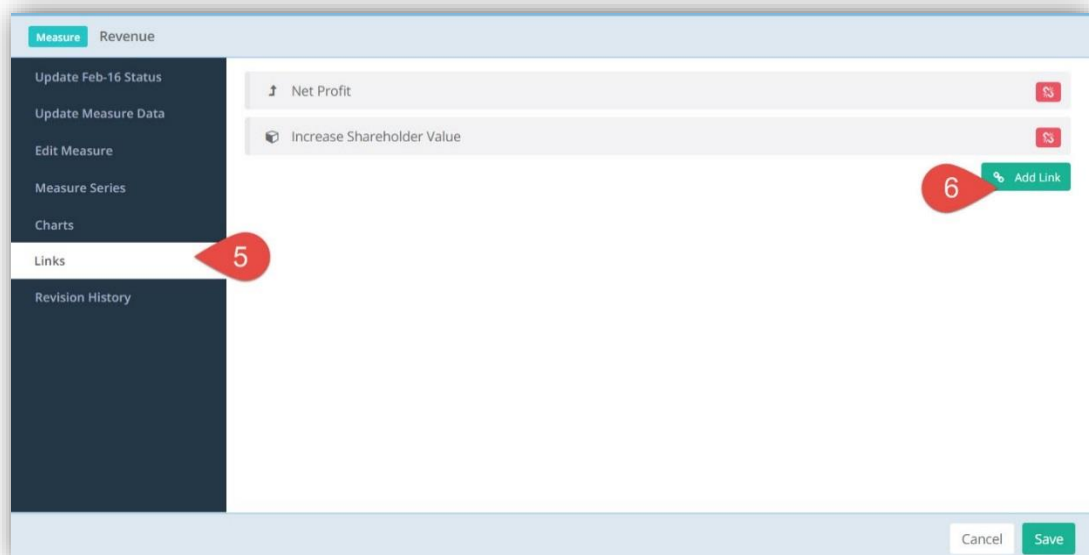 Measure Revenue
Update Feb-16 Status
Update Measure Data
Edit Measure
Measure Series
Charts
Links
Revision History
5
Net Profit
Increase Shareholder Value
6
Add Link
Cancel Save